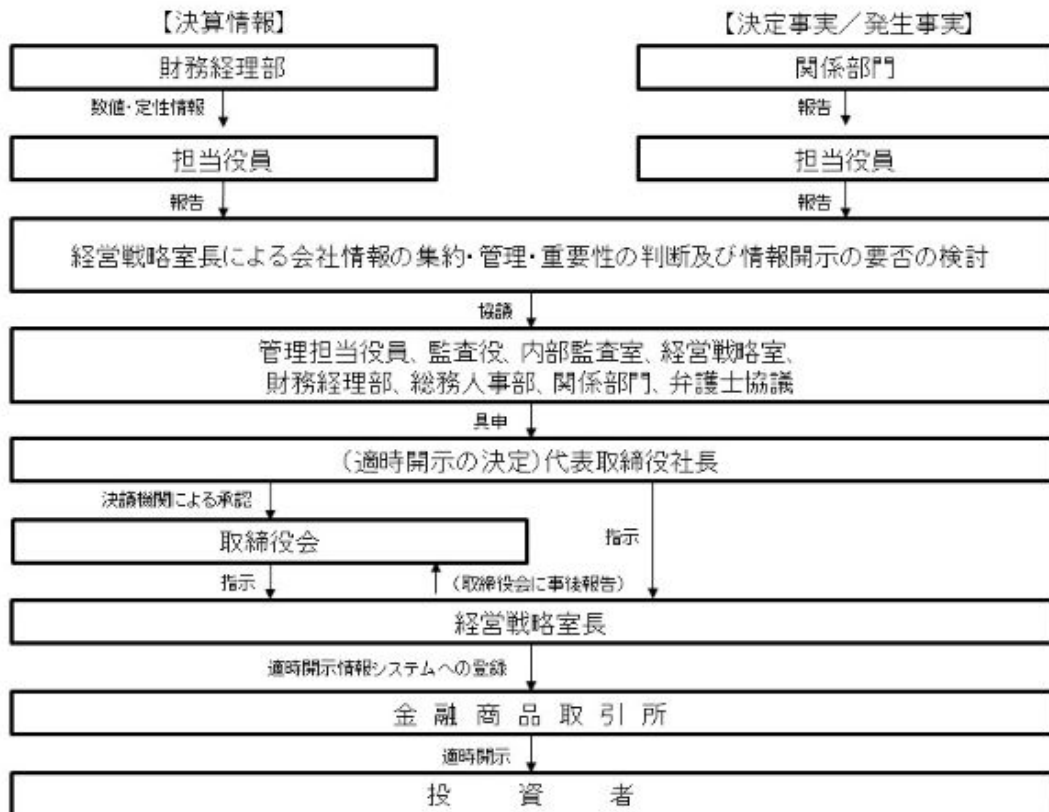 【決算情報】
【決定事実／発生事実】
財務経理部
関係部門
数値・定性情報
報告
担当役員
担当役員
報告
報告
経営戦略室長による会社情報の集約・管理・重要性の判断及び情報開示の要否の検討
協議
管理担当役員、監査役、内部監査室、経営戦略室、
財務経理部、総務人事部、関係部門、弁護士協議
具申
（適時開示の決定）代表取締役社長
決議機関による承認
取締役会
指示
指示
（取締役会に事後報告）
経営戦略室長
適時開示情報システムへの登録
金融商品取引所
適時開示
投資者